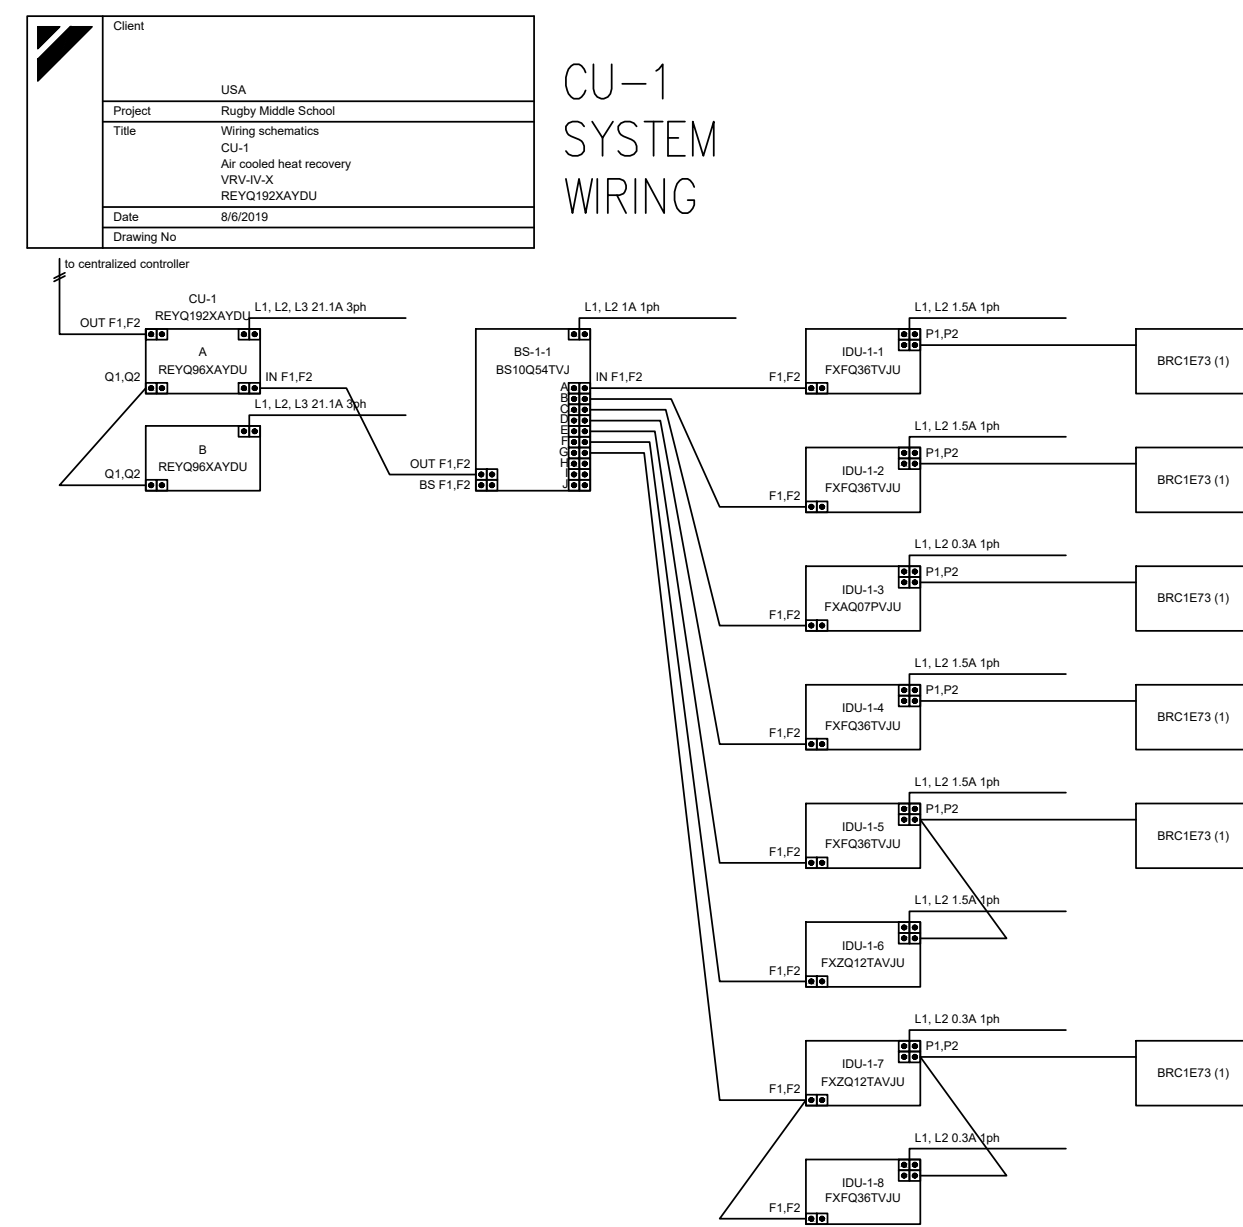 Client
USA
Project Rugby Middle School
Title Wiring schematics
CU-1
Air cooled heat recovery
VRV-IV-X
REYQ192XAYDU
Date 8/6/2019
Drawing No
CU-1
SYSTEM
WIRING
to centralized controller
CU-1
REYQ192XAYDU
L1, L2, L3 21.1A 3ph
OUT F1,F2
A
REYQ96XAYDU
Q1,Q2
IN F1,F2
L1, L2, L3 21.1A 3ph
B
REYQ96XAYDU
Q1,Q2
L1, L2 1A 1ph
BS-1-1
BS10Q54TVJ
A
B
C
D
E
F
G
H
I
J
IN F1,F2
OUT F1,F2
BS F1,F2
L1, L2 1.5A 1ph
P1,P2
IDU-1-1
FXFQ36TVJU
F1,F2
BRC1E73 (1)
L1, L2 1.5A 1ph
P1,P2
IDU-1-2
FXFQ36TVJU
F1,F2
BRC1E73 (1)
L1, L2 0.3A 1ph
P1,P2
IDU-1-3
FXAQ07PVJU
F1,F2
BRC1E73 (1)
L1, L2 1.5A 1ph
P1,P2
IDU-1-4
FXFQ36TVJU
F1,F2
BRC1E73 (1)
L1, L2 1.5A 1ph
P1,P2
IDU-1-5
FXFQ36TVJU
F1,F2
BRC1E73 (1)
L1, L2 1.5A 1ph
IDU-1-6
FXZQ12TAVJU
F1,F2
L1, L2 0.3A 1ph
P1,P2
IDU-1-7
FXZQ12TAVJU
F1,F2
BRC1E73 (1)
L1, L2 0.3A 1ph
IDU-1-8
FXFQ36TVJU
F1,F2